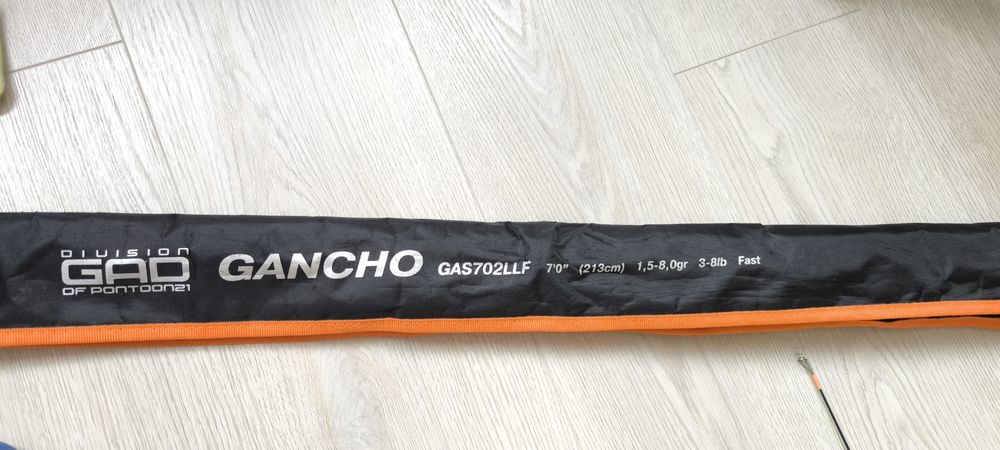 DIVISION
GAD
OF PONTOON21
GANCHO GAS702LLF 7'0" (213cm) 1,5-8,0gr 3-8lb Fast